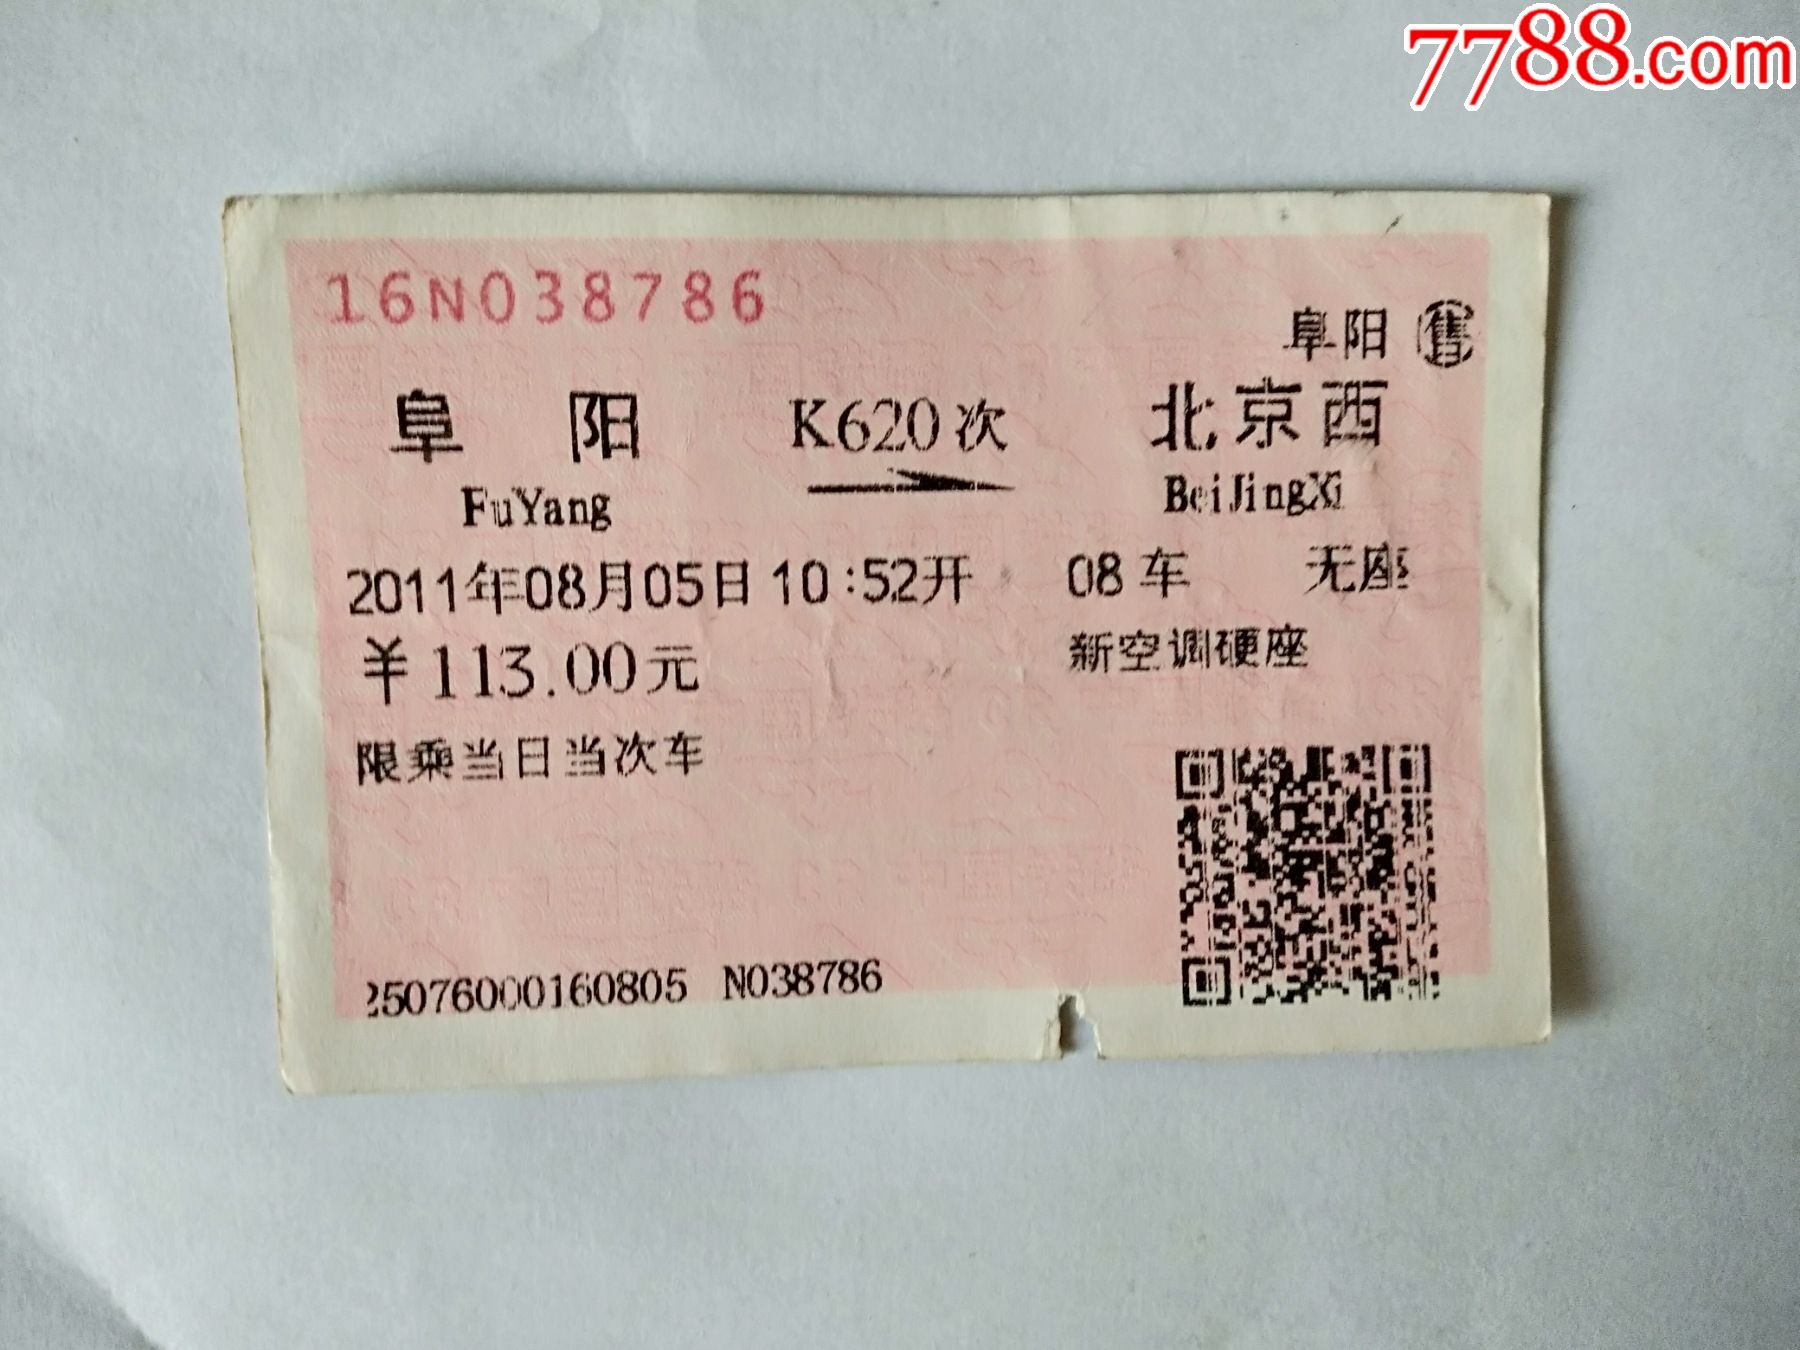 7788.com
16N038786
阜阳 售
阜阳 K620次 北京西
FuYang BeiJingXi
2011年08月05日10:52开 08车 无座
￥113.00元 新空调硬座
限乘当日当次车
25076000160805 N038786